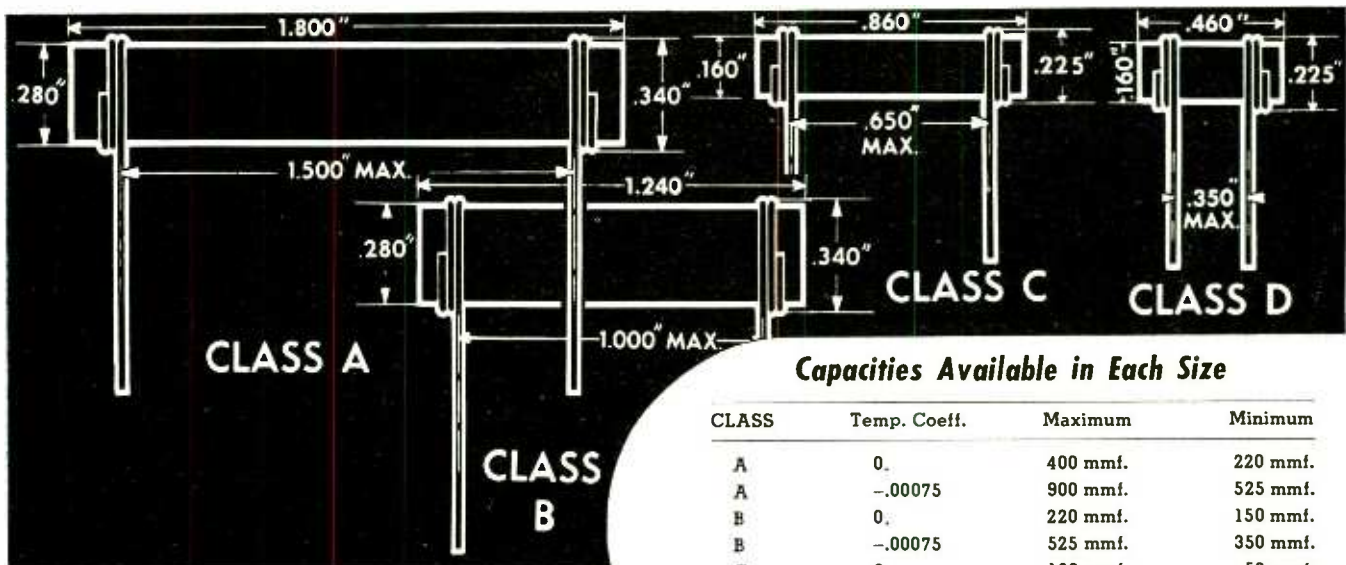 1.800"
.280"
.340"
1.500" MAX.
CLASS A
1.240"
.280"
.340"
1.000" MAX.
CLASS
B
.860"
.160"
.225"
.650"
MAX.
CLASS C
.460"
.160"
.225"
.350"
MAX.
CLASS D
Capacities Available in Each Size
CLASS Temp. Coeff. Maximum Minimum
A 0. 400 mmf. 220 mmf.
A -.00075 900 mmf. 525 mmf.
B 0. 220 mmf. 150 mmf.
B -.00075 525 mmf. 350 mmf.